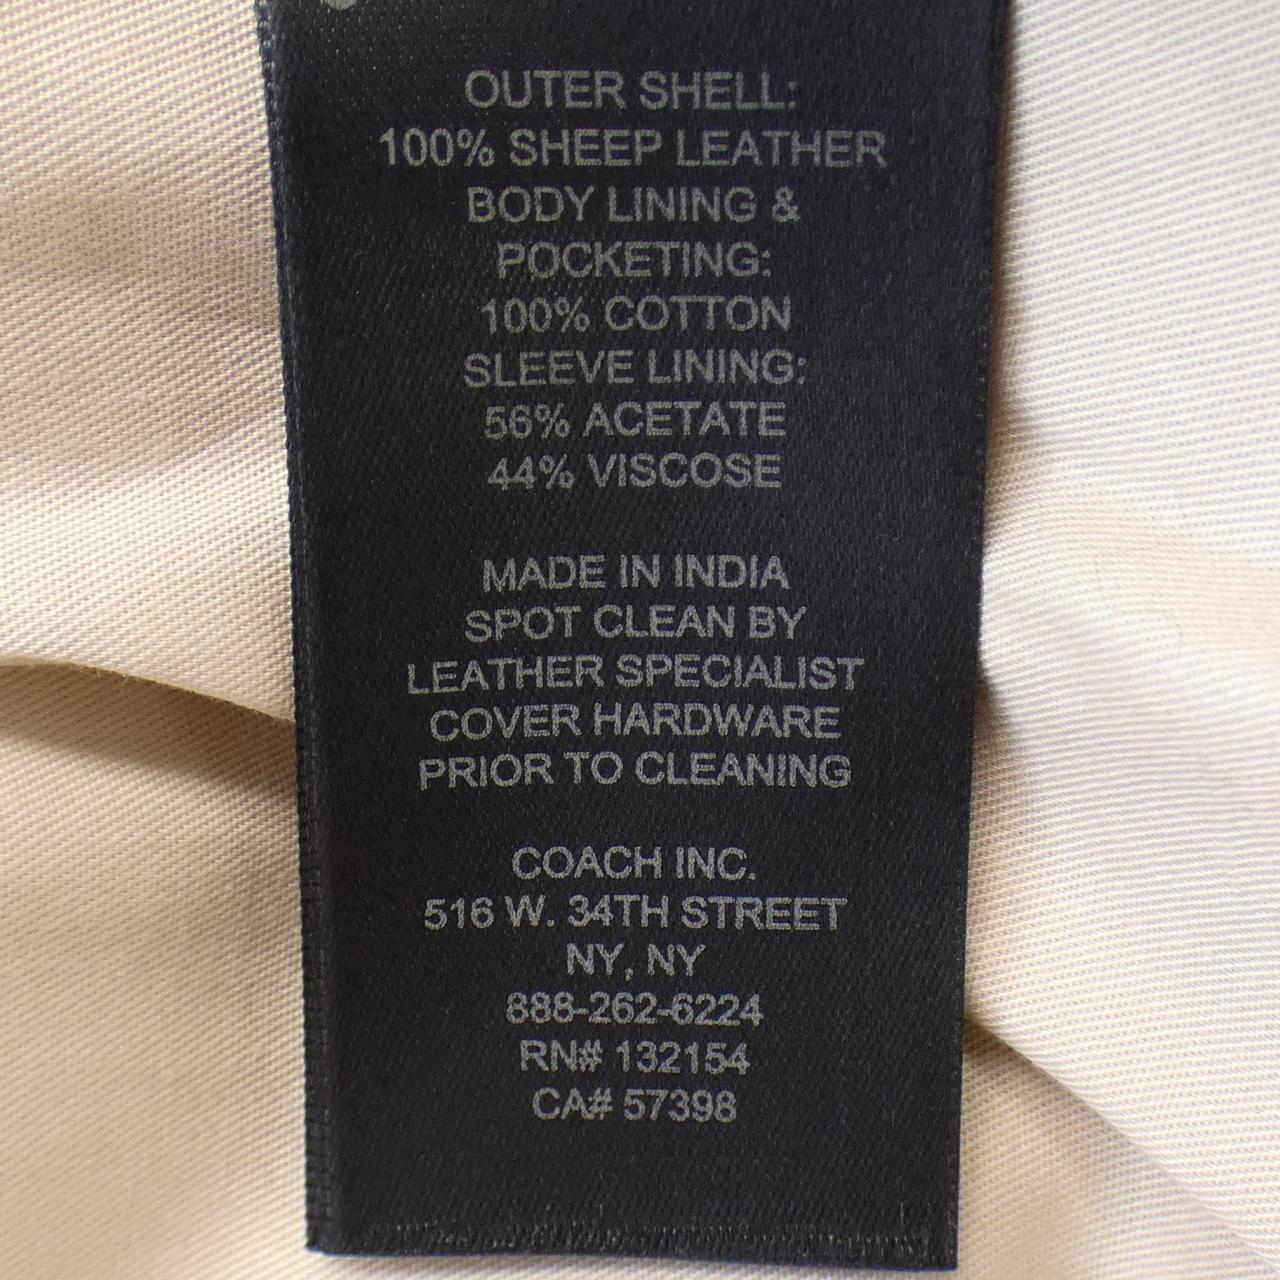 OUTER SHELL:
100% SHEEP LEATHER
BODY LINING &
POCKETING:
100% COTTON
SLEEVE LINING:
56% ACETATE
44% VISCOSE
MADE IN INDIA
SPOT CLEAN BY
LEATHER SPECIALIST
COVER HARDWARE
PRIOR TO CLEANING
COACH INC.
516 W. 34TH STREET
NY, NY
888-262-6224
RN# 132154
CA# 57398